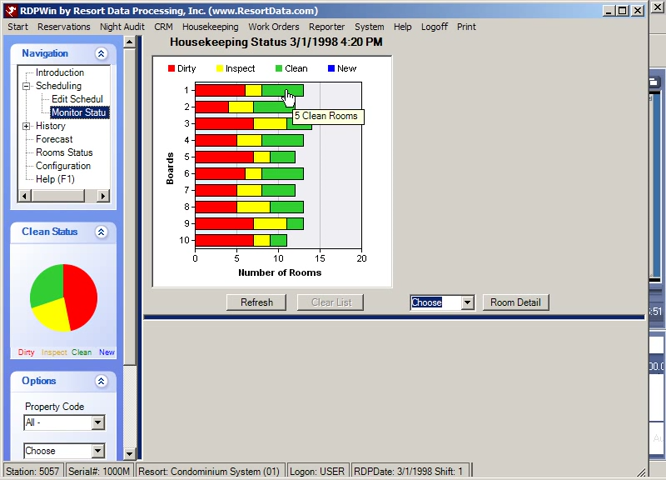 RDPWin by Resort Data Processing, Inc. (www.ResortData.com)
Start Reservations Night Audit CRM Housekeeping Work Orders Reporter System Help Logoff Print
Housekeeping Status 3/1/1998 4:20 PM
Navigation
Introduction
Scheduling
Edit Schedul
Monitor Statu
History
Forecast
Rooms Status
Configuration
Help (F1)
Clean Status
Dirty Inspect Clean New
Options
Property Code
All -
Choose
Dirty Inspect Clean New
Boards
1
2
3
4
5
6
7
8
9
10
5 Clean Rooms
0 5 10 15 20
Number of Rooms
Refresh Clear List Choose Room Detail
Station: 5057 Serial#: 1000M Resort: Condominium System (01) Logon: USER RDPDate: 3/1/1998 Shift: 1